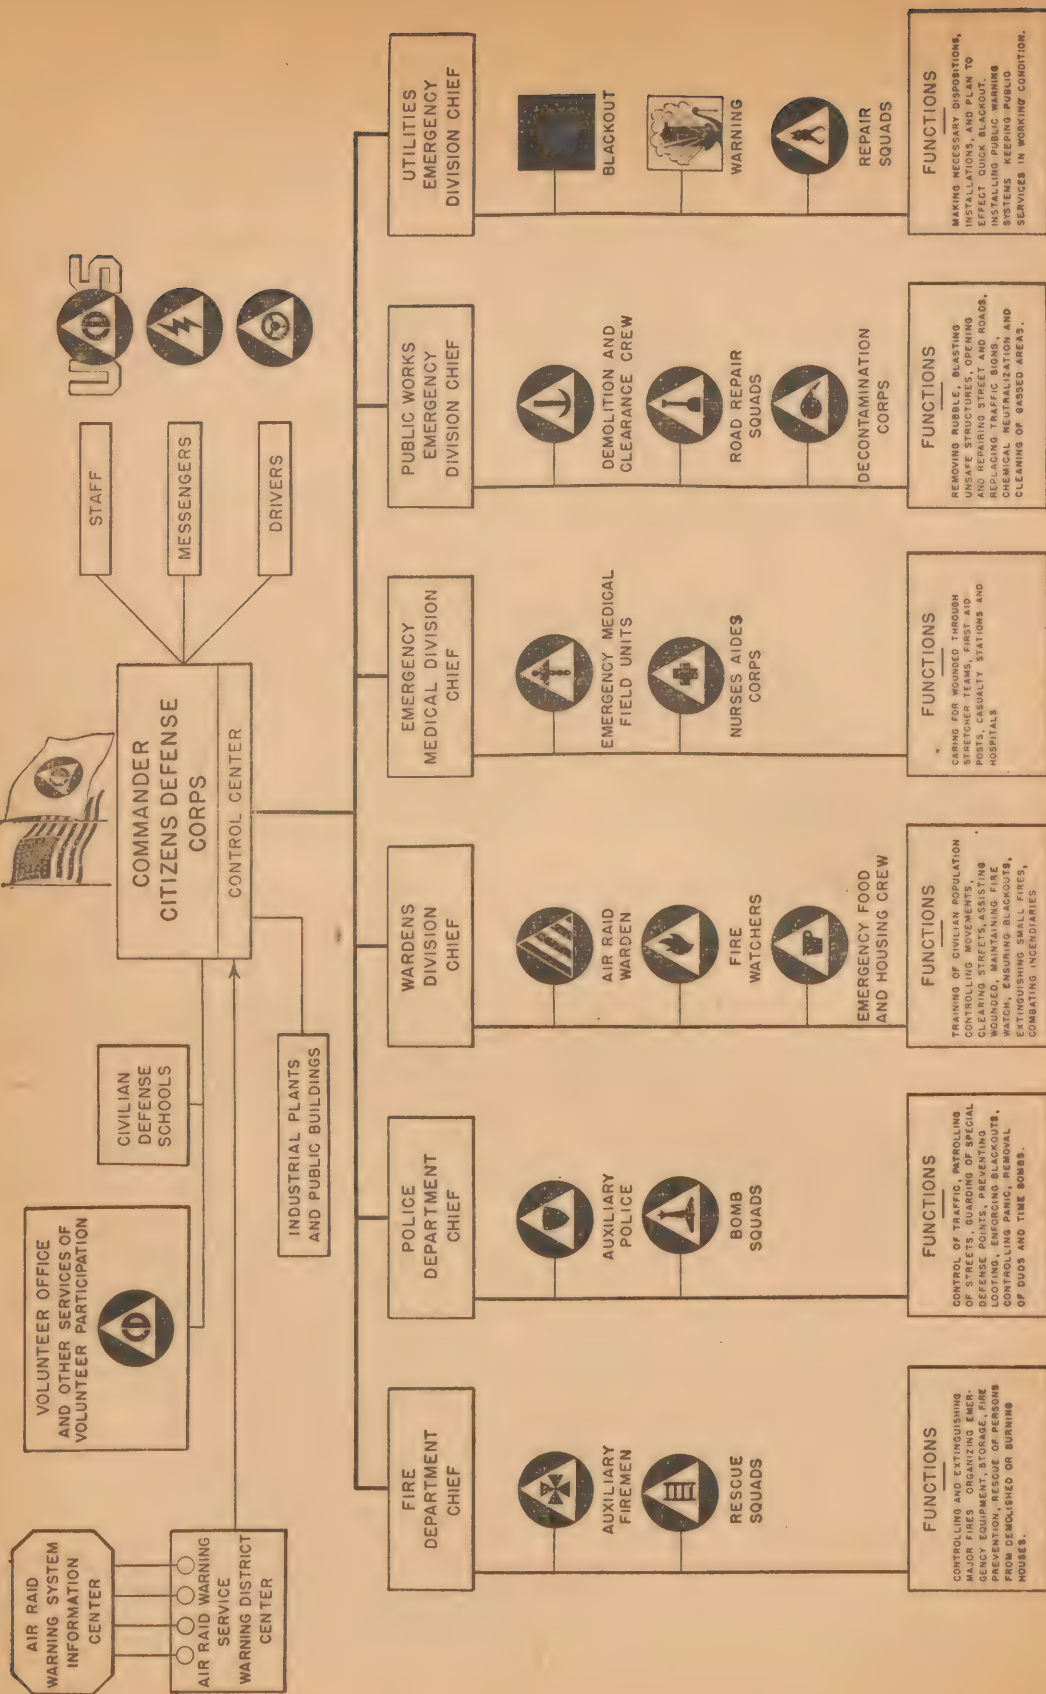 AIR RAID
WARNING SYSTEM
INFORMATION
CENTER
AIR RAID WARNING
SERVICE
WARNING DISTRICT
CENTER
VOLUNTEER OFFICE
AND OTHER SERVICES OF
VOLUNTEER PARTICIPATION
CD
CIVILIAN
DEFENSE
SCHOOLS
INDUSTRIAL PLANTS
AND PUBLIC BUILDINGS
CD
COMMANDER
CITIZENS DEFENSE
CORPS
CONTROL CENTER
STAFF
MESSENGERS
DRIVERS
U CD S
FIRE
DEPARTMENT
CHIEF
AUXILIARY
FIREMEN
RESCUE
SQUADS
FUNCTIONS
CONTROLLING AND EXTINGUISHING
MAJOR FIRES ORGANIZING EMER-
GENCY EQUIPMENT, STORAGE, FIRE
PREVENTION, RESCUE OF PERSONS
FROM DEMOLISHED OR BURNING
HOUSES.
POLICE
DEPARTMENT
CHIEF
AUXILIARY
POLICE
BOMB
SQUADS
FUNCTIONS
CONTROL OF TRAFFIC, PATROLLING
OF STREETS, GUARDING OF SPECIAL
DEFENSE POINTS, PREVENTING
LOOTING, ENFORCING BLACKOUTS,
CONTROLLING PANIC, REMOVAL
OF DUDS AND TIME BOMBS.
WARDENS
DIVISION
CHIEF
AIR RAID
WARDEN
FIRE
WATCHERS
EMERGENCY FOOD
AND HOUSING CREW
FUNCTIONS
TRAINING OF CIVILIAN POPULATION
CONTROLLING MOVEMENTS,
CLEARING STREETS, ASSISTING
WOUNDED, MAINTAINING FIRE
WATCH, ENSURING BLACKOUTS,
EXTINGUISHING SMALL FIRES,
COMBATING INCENDIARIES
EMERGENCY
MEDICAL DIVISION
CHIEF
EMERGENCY MEDICAL
FIELD UNITS
NURSES AIDES
CORPS
FUNCTIONS
CARING FOR WOUNDED THROUGH
STRETCHER TEAMS, FIRST AID
POSTS, CASUALTY STATIONS AND
HOSPITALS
PUBLIC WORKS
EMERGENCY
DIVISION CHIEF
DEMOLITION AND
CLEARANCE CREW
ROAD REPAIR
SQUADS
DECONTAMINATION
CORPS
FUNCTIONS
REMOVING RUBBLE, BLASTING
UNSAFE STRUCTURES, OPENING
AND REPAIRING STREET AND ROADS,
REPLACING TRAFFIC SIGNS,
CHEMICAL NEUTRALIZATION AND
CLEANING OF GASSED AREAS.
UTILITIES
EMERGENCY
DIVISION CHIEF
BLACKOUT
WARNING
REPAIR
SQUADS
FUNCTIONS
MAKING NECESSARY DISPOSITIONS,
INSTALLATIONS, AND PLAN TO
EFFECT QUICK BLACKOUT.
INSTALLING PUBLIC WARNING
SYSTEMS KEEPING PUBLIC
SERVICES IN WORKING CONDITION.